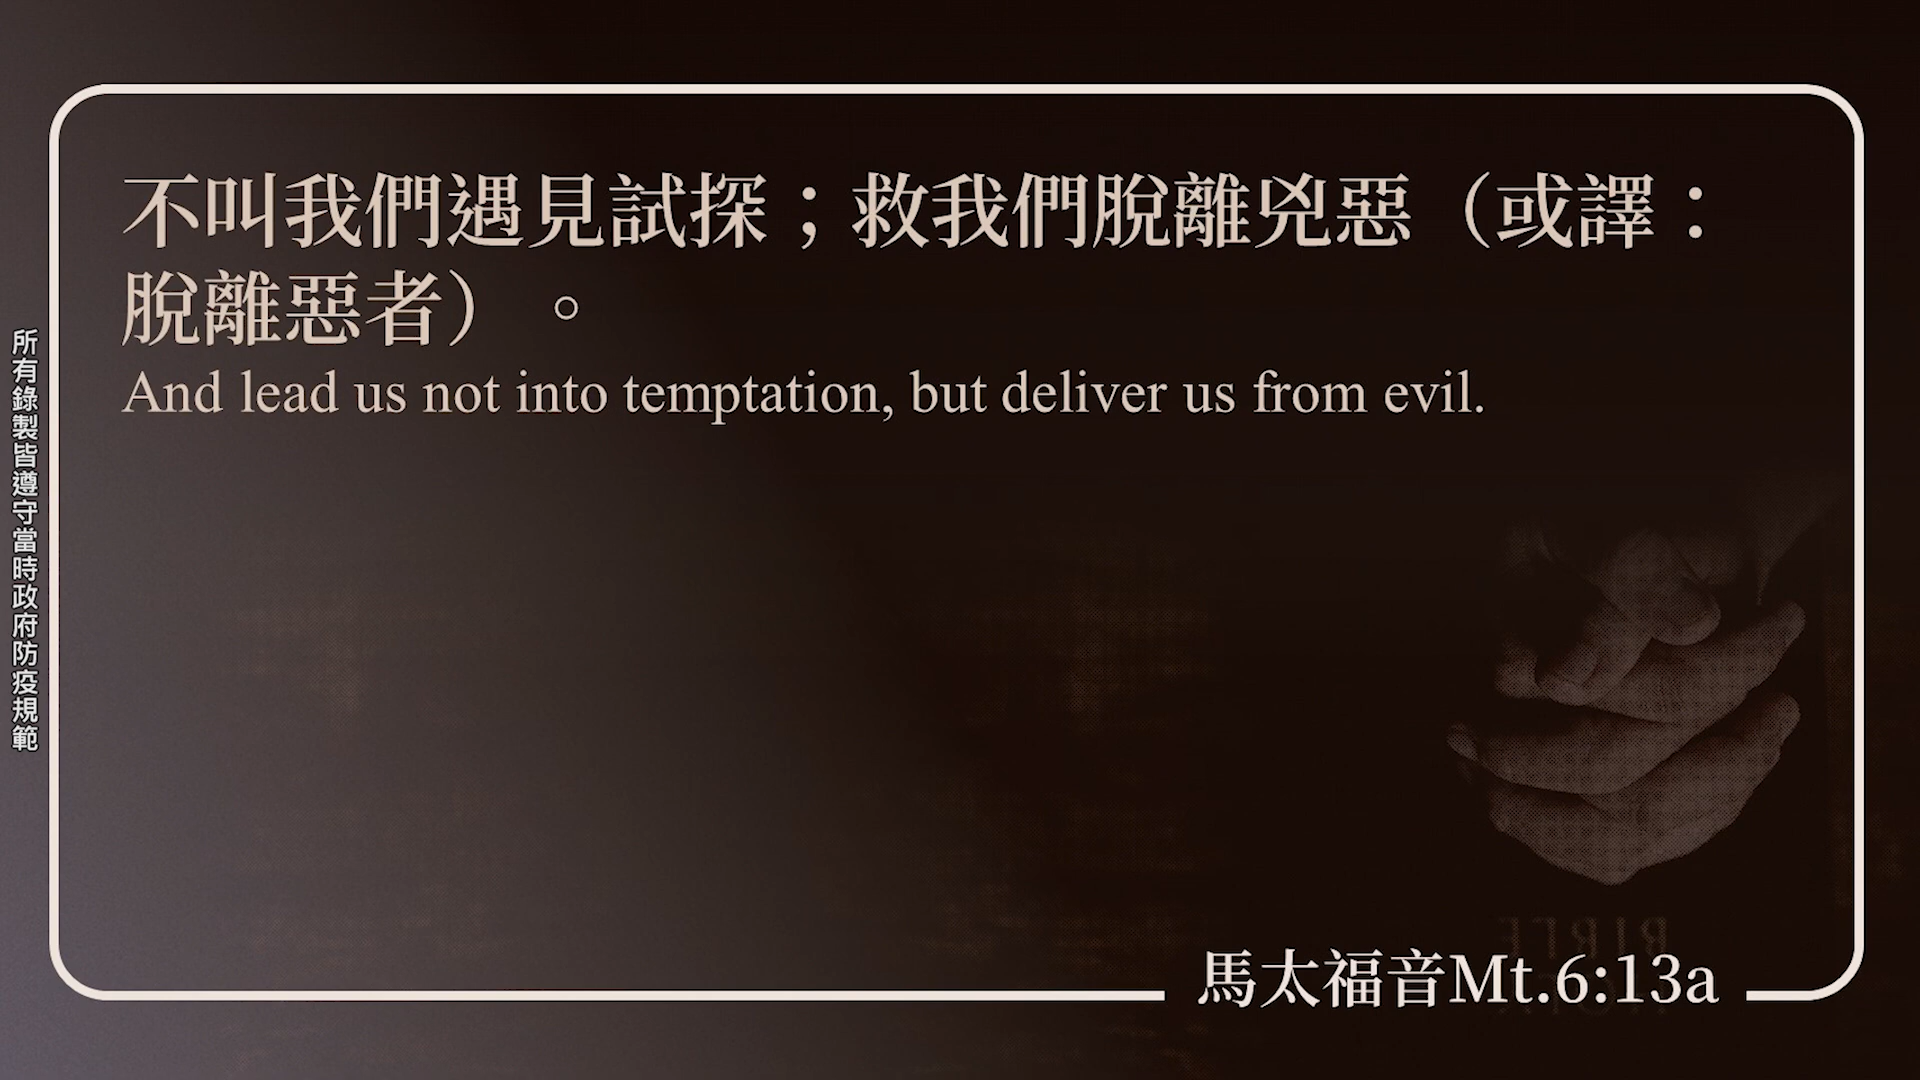 不叫我們遇見試探；救我們脫離兇惡（或譯：
脫離惡者）。
And lead us not into temptation, but deliver us from evil.
馬太福音Mt.6:13a
所有錄製皆遵守當時政府防疫規範
BIBLE